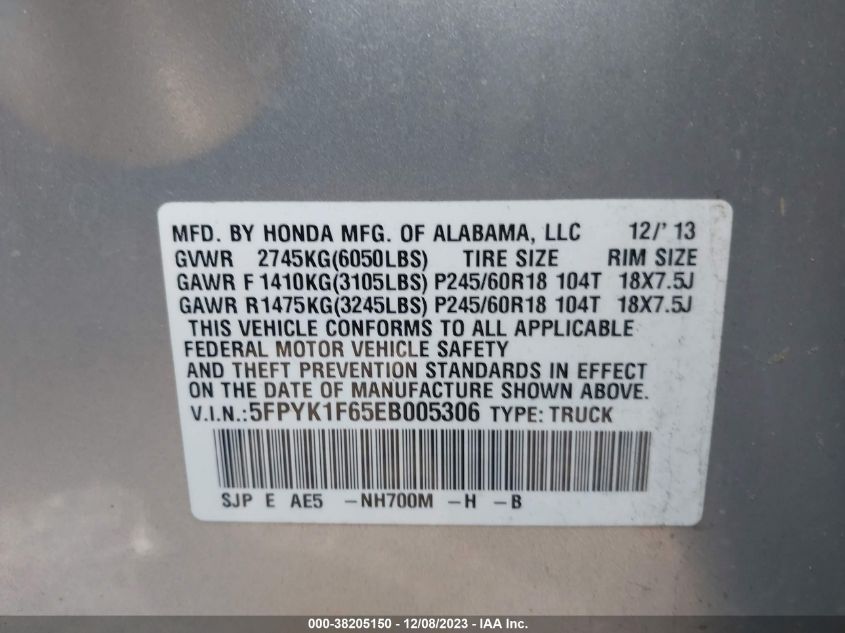 MFD. BY HONDA MFG. OF ALABAMA, LLC 12/' 13
GVWR 2745KG(6050LBS) TIRE SIZE RIM SIZE
GAWR F 1410KG(3105LBS) P245/60R18 104T 18X7.5J
GAWR R1475KG(3245LBS) P245/60R18 104T 18X7.5J
THIS VEHICLE CONFORMS TO ALL APPLICABLE
FEDERAL MOTOR VEHICLE SAFETY
AND THEFT PREVENTION STANDARDS IN EFFECT
ON THE DATE OF MANUFACTURE SHOWN ABOVE.
V.I.N.:5FPYK1F65EB005306 TYPE: TRUCK
SJP E AE5 -NH700M -H -B
000-38205150 - 12/08/2023 - IAA Inc.